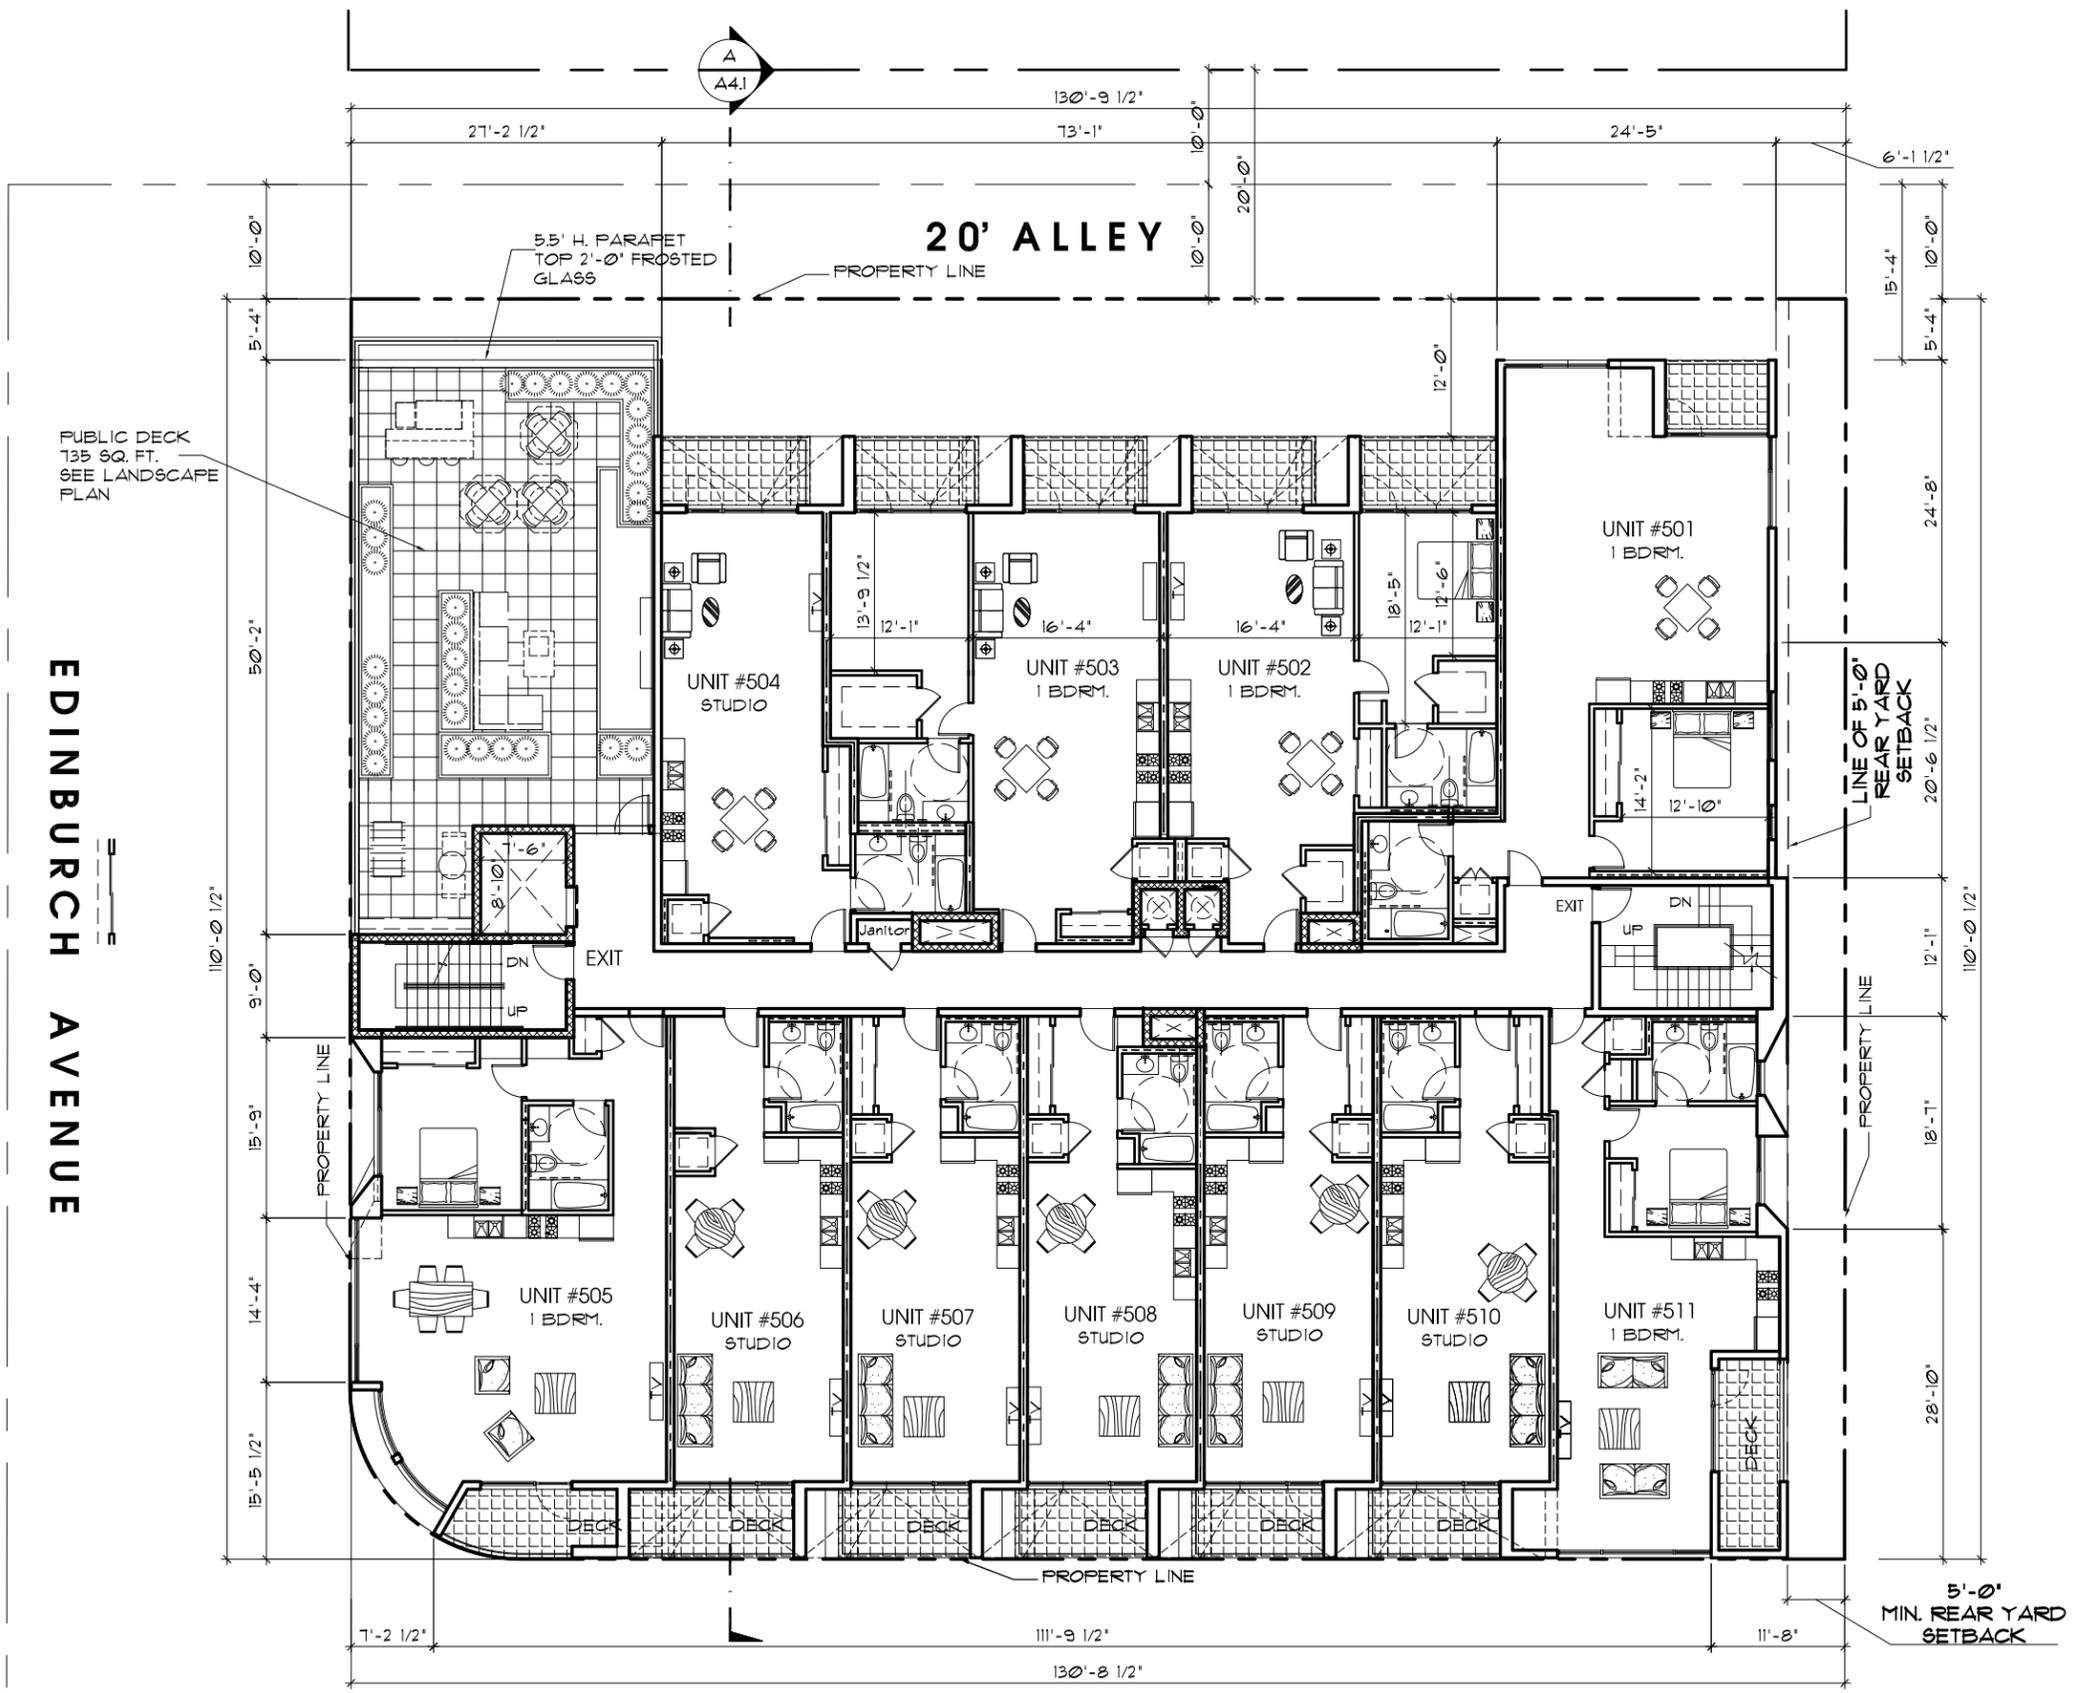 A
A4.1
130'-9 1/2"
27'-2 1/2"
73'-1"
24'-5"
6'-1 1/2"
10'-0"
20'-0"
10'-0"
10'-0"
10'-0"
15'-4"
5.5' H. PARAPET
TOP 2'-0" FROSTED
GLASS
20' ALLEY
PROPERTY LINE
5'-4"
5'-4"
12'-0"
PUBLIC DECK
735 SQ. FT.
SEE LANDSCAPE
PLAN
24'-8"
UNIT #501
1 BDRM.
13'-9 1/2"
18'-5"
12'-6"
TV
TV
12'-1"
16'-4"
16'-4"
12'-1"
50'-2"
UNIT #504
STUDIO
UNIT #503
1 BDRM.
UNIT #502
1 BDRM.
LINE OF 5'-0"
REAR YARD
SETBACK
20'-6 1/2"
14'-2"
12'-10"
7'-6"
8'-10"
EDINBURCH AVENUE
110'-0 1/2"
110'-0 1/2"
Janitor
EXIT
DN
UP
EXIT
DN
UP
9'-0"
12'-1"
PROPERTY LINE
PROPERTY LINE
15'-9"
18'-7"
14'-4"
UNIT #505
1 BDRM.
UNIT #506
STUDIO
UNIT #507
STUDIO
UNIT #508
STUDIO
UNIT #509
STUDIO
UNIT #510
STUDIO
UNIT #511
1 BDRM.
TV
TV
TV
TV
TV
TV
TV
28'-10"
15'-5 1/2"
DECK
DECK
DECK
DECK
DECK
DECK
DECK
PROPERTY LINE
5'-0"
MIN. REAR YARD
SETBACK
7'-2 1/2"
111'-9 1/2"
11'-8"
130'-8 1/2"